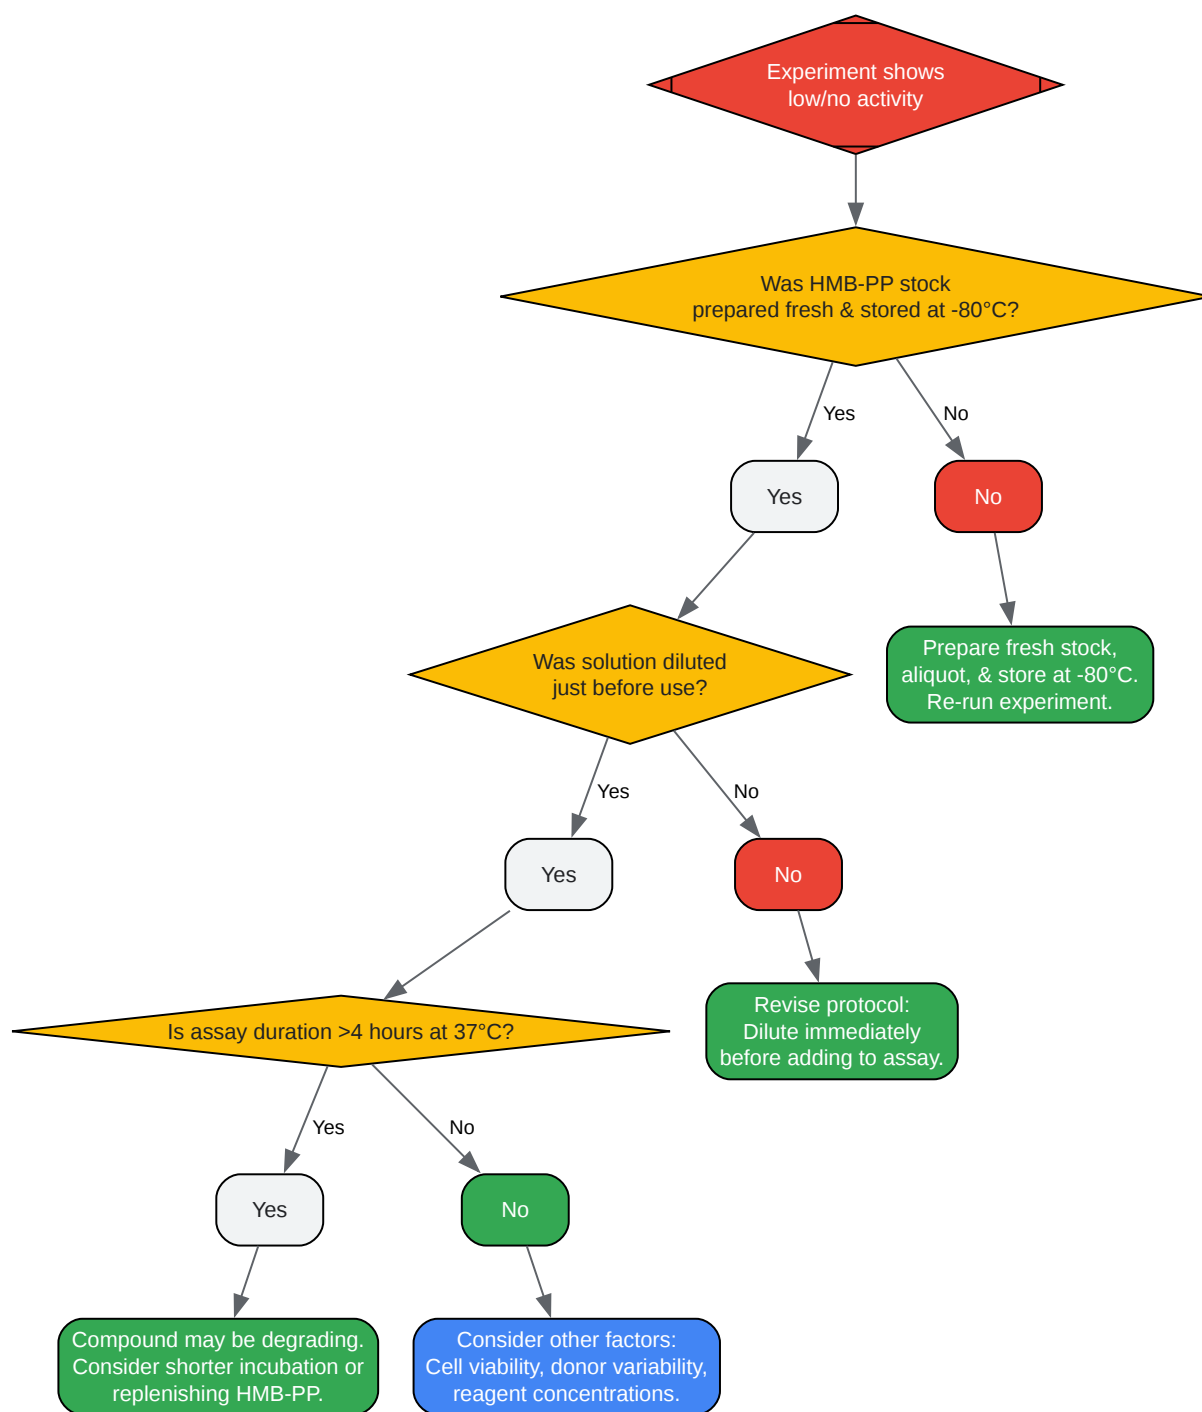 Experiment shows
low/no activity
Was HMB-PP stock
prepared fresh & stored at -80°C?
Yes
No
Yes
No
Was solution diluted
just before use?
Prepare fresh stock,
aliquot, & store at -80°C.
Re-run experiment.
Yes
No
Yes
No
Is assay duration >4 hours at 37°C?
Revise protocol:
Dilute immediately
before adding to assay.
Yes
No
Yes
No
Compound may be degrading.
Consider shorter incubation or
replenishing HMB-PP.
Consider other factors:
Cell viability, donor variability,
reagent concentrations.